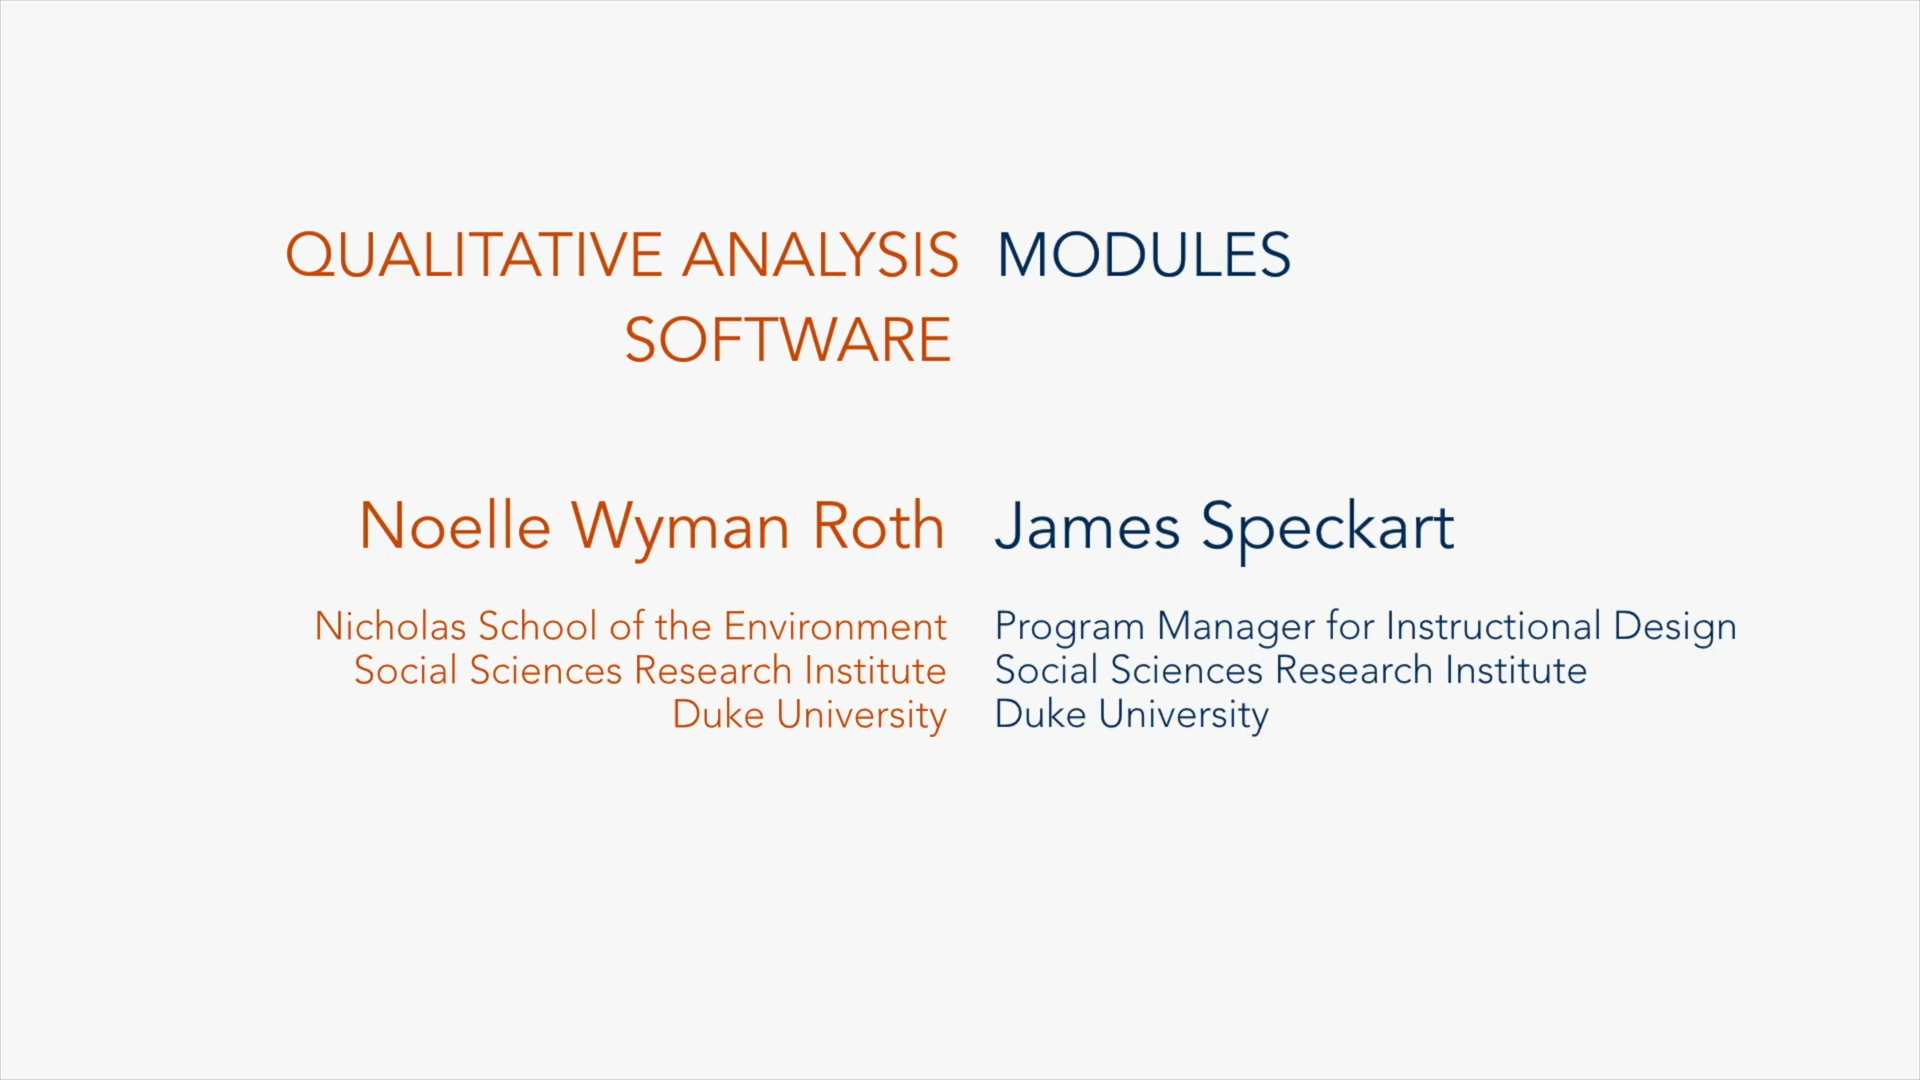 QUALITATIVE ANALYSIS MODULES
SOFTWARE
Noelle Wyman Roth
Nicholas School of the Environment
Social Sciences Research Institute
Duke University
James Speckart
Program Manager for Instructional Design
Social Sciences Research Institute
Duke University